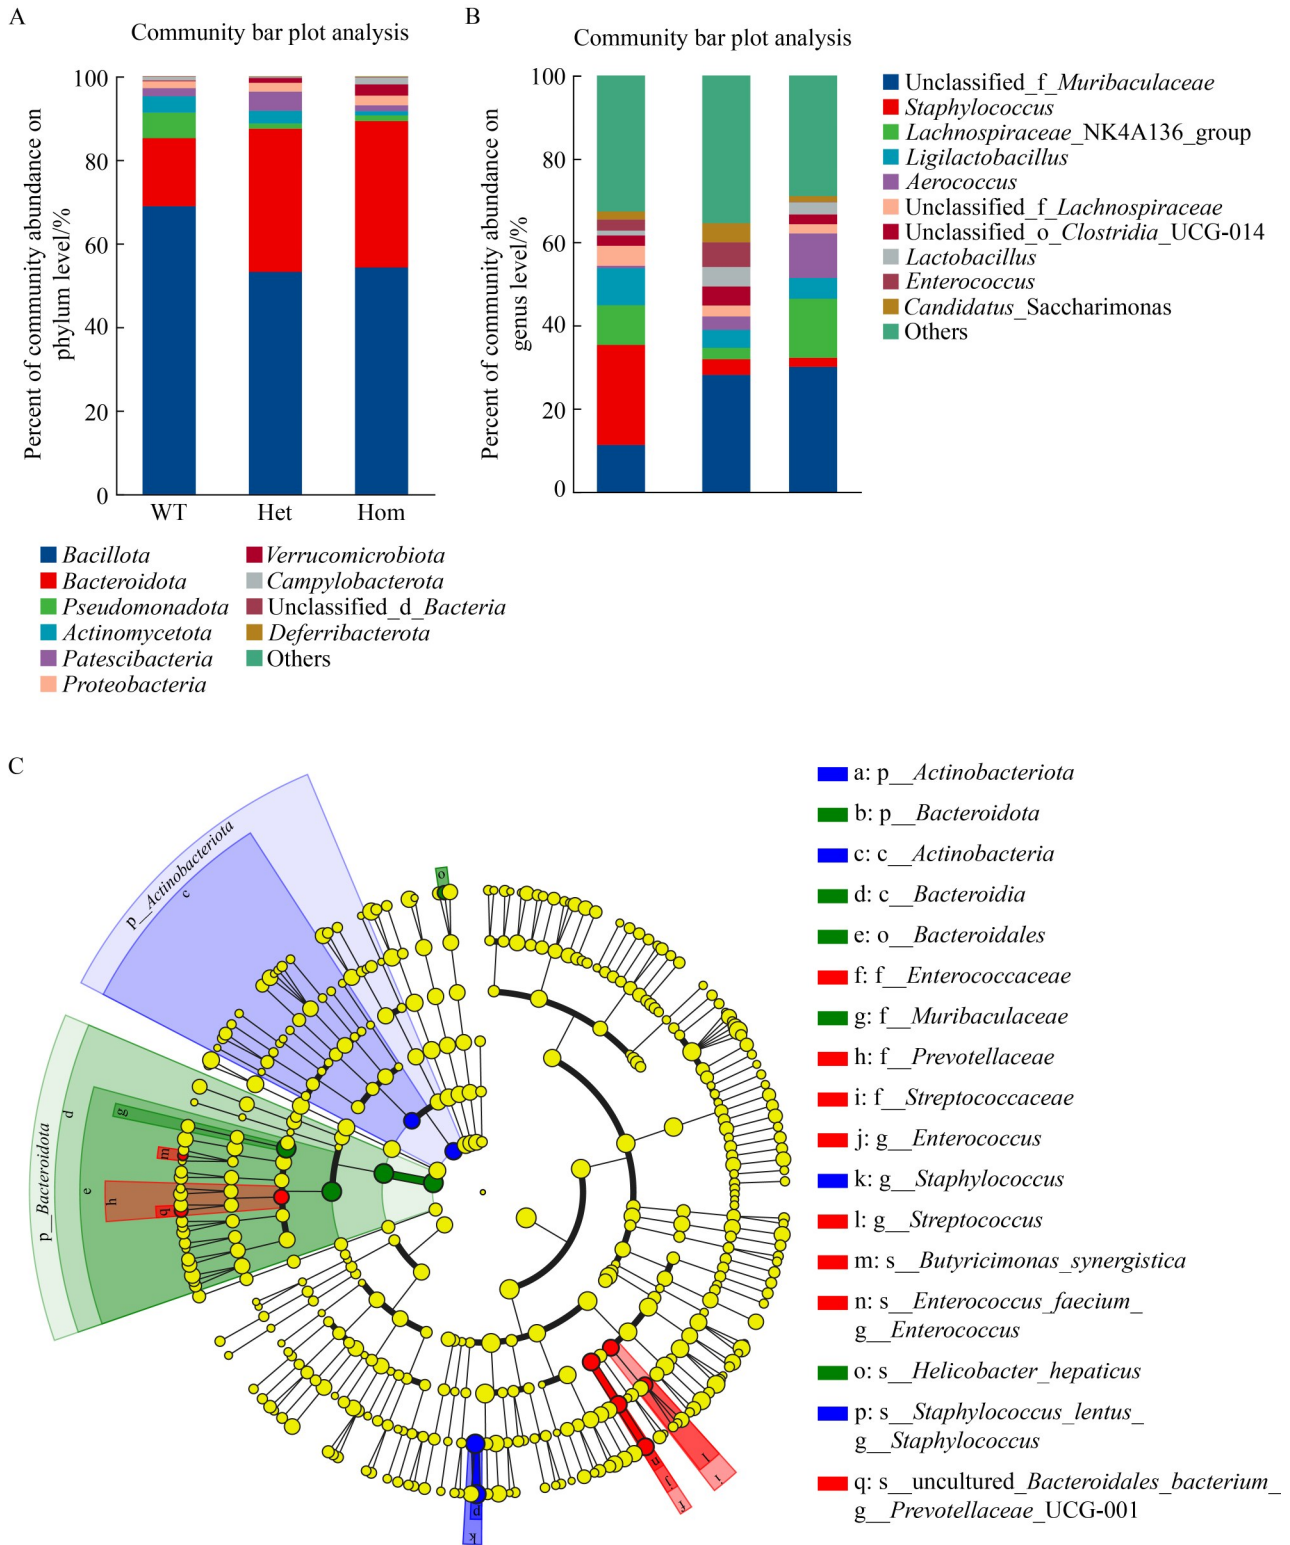 A
Community bar plot analysis
Percent of community abundance on
phylum level/%
100
80
60
40
20
0
WT Het Hom
Bacillota
Bacteroidota
Pseudomonadota
Actinomycetota
Patescibacteria
Proteobacteria
Verrucomicrobiota
Campylobacterota
Unclassified_d_Bacteria
Deferribacterota
Others
B
Community bar plot analysis
Percent of community abundance on
genus level/%
100
80
60
40
20
0
Unclassified_f_Muribaculaceae
Staphylococcus
Lachnospiraceae_NK4A136_group
Ligilactobacillus
Aerococcus
Unclassified_f_Lachnospiraceae
Unclassified_o_Clostridia_UCG-014
Lactobacillus
Enterococcus
Candidatus_Saccharimonas
Others
C
p__Actinobacteriota
c
o
p__Bacteroidota
d
e
g
m
h
q
p
k
n
j
f
l
i
a: p__Actinobacteriota
b: p__Bacteroidota
c: c__Actinobacteria
d: c__Bacteroidia
e: o__Bacteroidales
f: f__Enterococcaceae
g: f__Muribaculaceae
h: f__Prevotellaceae
i: f__Streptococcaceae
j: g__Enterococcus
k: g__Staphylococcus
l: g__Streptococcus
m: s__Butyricimonas_synergistica
n: s__Enterococcus_faecium_
g__Enterococcus
o: s__Helicobacter_hepaticus
p: s__Staphylococcus_lentus_
g__Staphylococcus
q: s__uncultured_Bacteroidales_bacterium_
g__Prevotellaceae_UCG-001